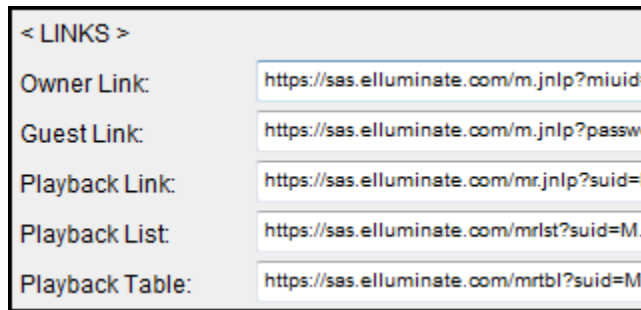 < LINKS >
Owner Link: https://sas.elluminate.com/m.jnlp?miuid=
Guest Link: https://sas.elluminate.com/m.jnlp?passw
Playback Link: https://sas.elluminate.com/mr.jnlp?suid=
Playback List: https://sas.elluminate.com/mrlst?suid=M.
Playback Table: https://sas.elluminate.com/mrtbl?suid=M